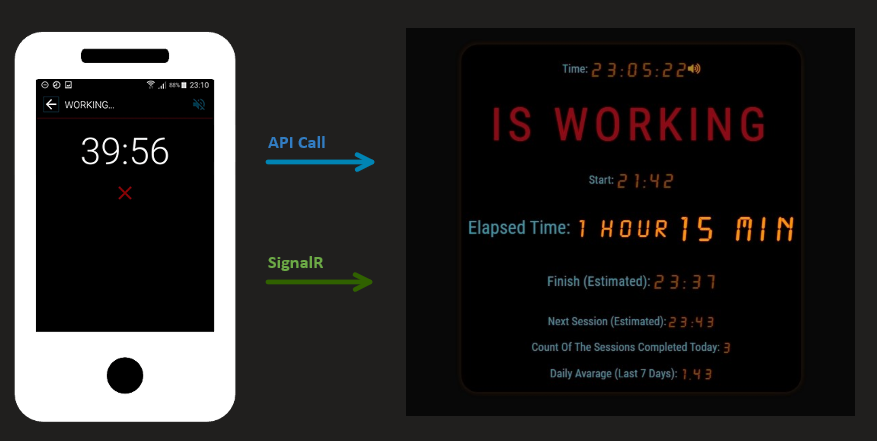 88% 23:10
WORKING...
39:56
API Call
SignalR
Time: 23:05:22
IS WORKING
Start: 21:42
Elapsed Time: 1 HOUR 15 MIN
Finish (Estimated): 23:37
Next Session (Estimated): 23:43
Count Of The Sessions Completed Today: 3
Daily Avarage (Last 7 Days): 1.43